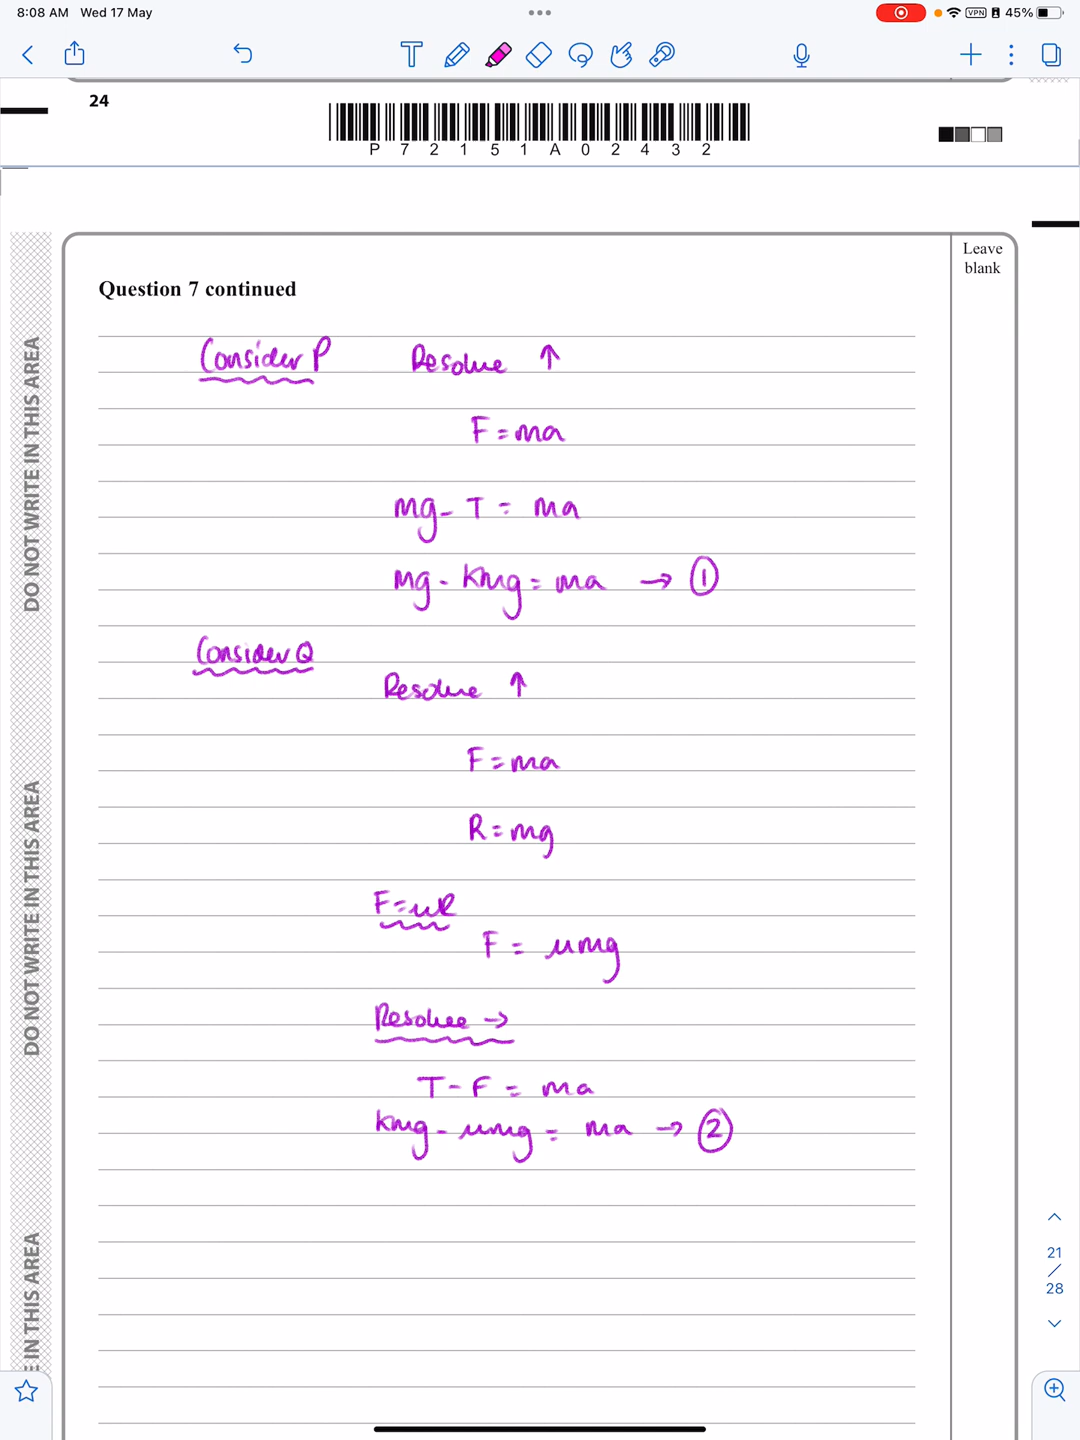 8:08 AM Wed 17 May
VPN 45%
24
P 7 2 1 5 1 A 0 2 4 3 2
Leave
blank
Question 7 continued
Consider P Resolve ↑
F = ma
mg - T = ma
mg - kmg = ma → ①
Consider Q
Resolve ↑
F = ma
R = mg
F = μR
F = μmg
Resolve →
T - F = ma
kmg - μmg = ma → ②
DO NOT WRITE IN THIS AREA
DO NOT WRITE IN THIS AREA
E IN THIS AREA
21
/
28